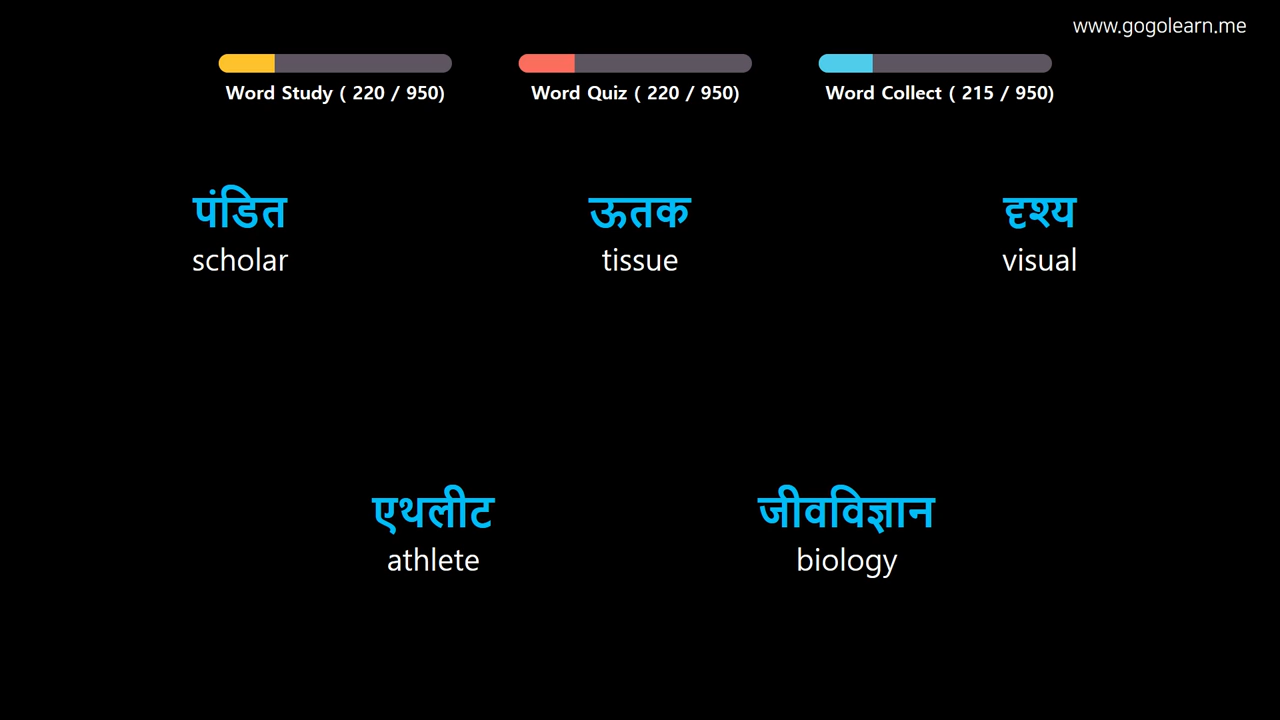 www.gogolearn.me
Word Study ( 220 / 950)
Word Quiz ( 220 / 950)
Word Collect ( 215 / 950)
पंडित
scholar
ऊतक
tissue
दृश्य
visual
एथलीट
athlete
जीवविज्ञान
biology